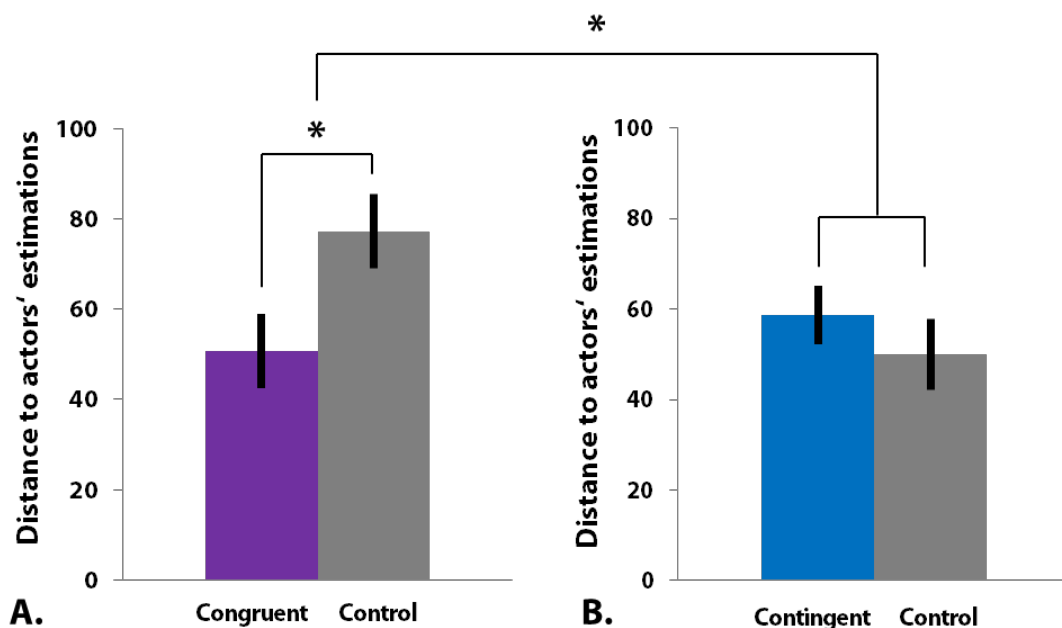 *
*
Distance to actors‘ estimations
100
80
60
40
20
0
Congruent Control
A.
Distance to actors‘ estimations
100
80
60
40
20
0
Contingent Control
B.